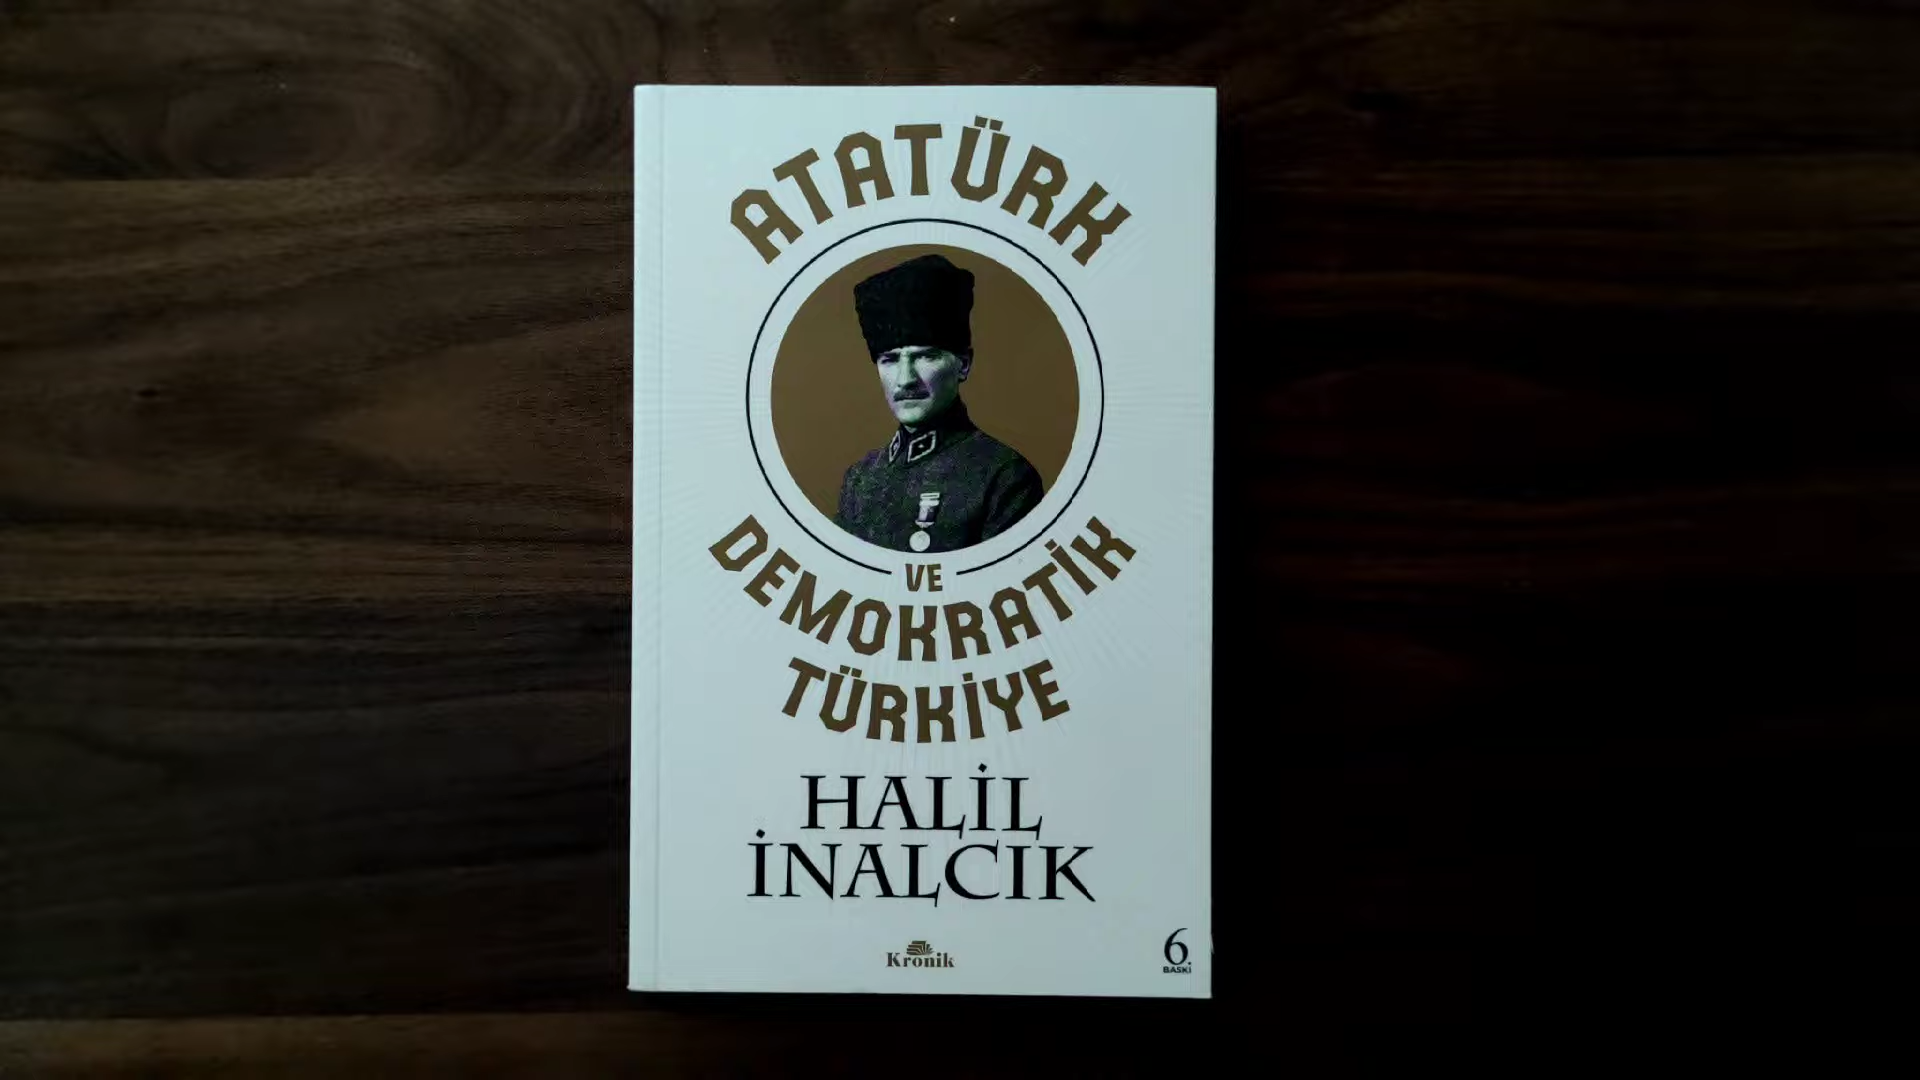 ATATÜRK
VE
DEMOKRATİK
TÜRKİYE
HALİL
İNALCIK
Kronik
6.
BASKI